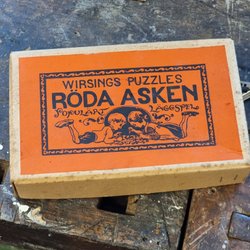 WIRSINGS PUZZLES
RÖDA ASKEN
POPULÄRT LÄGGSPEL